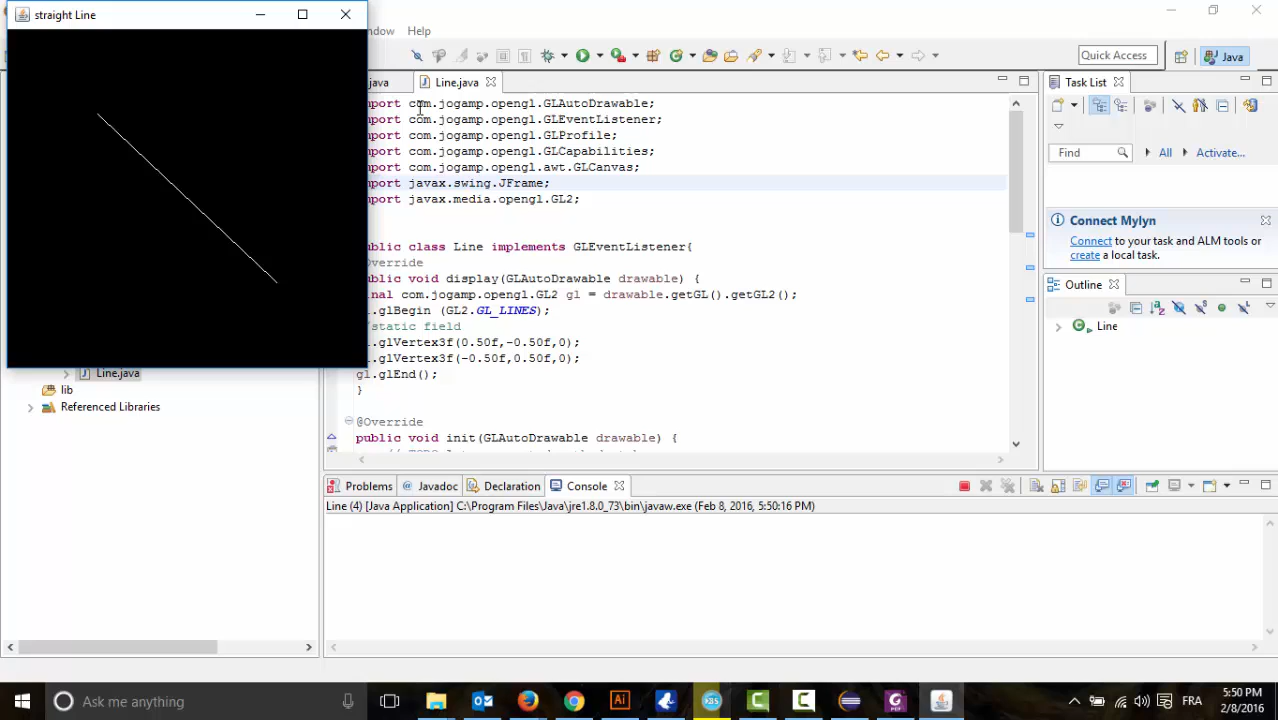 straight Line
ndow Help
Quick Access
Java
java
Line.java
mport com.jogamp.opengl.GLAutoDrawable;
mport com.jogamp.opengl.GLEventListener;
mport com.jogamp.opengl.GLProfile;
mport com.jogamp.opengl.GLCapabilities;
mport com.jogamp.opengl.awt.GLCanvas;
mport javax.swing.JFrame;
mport javax.media.opengl.GL2;
ublic class Line implements GLEventListener{
Override
ublic void display(GLAutoDrawable drawable) {
inal com.jogamp.opengl.GL2 gl = drawable.getGL().getGL2();
.glBegin (GL2.GL_LINES);
/static field
.glVertex3f(0.50f,-0.50f,0);
.glVertex3f(-0.50f,0.50f,0);
gl.glEnd();
}
@Override
public void init(GLAutoDrawable drawable) {
Task List
Find
All
Activate...
Connect Mylyn
Connect to your task and ALM tools or
create a local task.
Outline
Line
Line.java
lib
Referenced Libraries
Problems
@ Javadoc
Declaration
Console
Line (4) [Java Application] C:\Program Files\Java\jre1.8.0_73\bin\javaw.exe (Feb 8, 2016, 5:50:16 PM)
Ask me anything
FRA
5:50 PM
2/8/2016